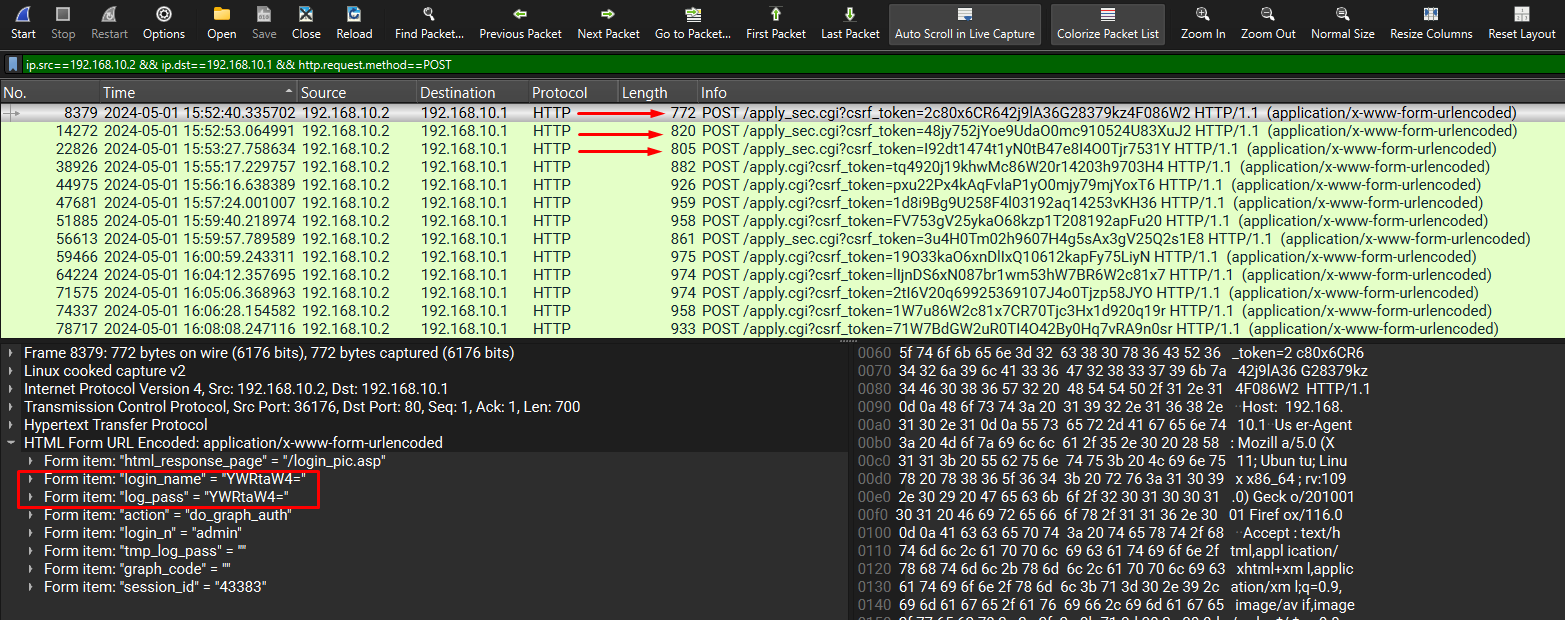 Start Stop Restart Options Open Save Close Reload Find Packet... Previous Packet Next Packet Go to Packet... First Packet Last Packet Auto Scroll in Live Capture Colorize Packet List Zoom In Zoom Out Normal Size Resize Columns Reset Layout
ip.src==192.168.10.2 && ip.dst==192.168.10.1 && http.request.method==POST
No. Time Source Destination Protocol Length Info
8379 2024-05-01 15:52:40.335702 192.168.10.2 192.168.10.1 HTTP 772 POST /apply_sec.cgi?csrf_token=2c80x6CR642j9lA36G28379kz4F086W2 HTTP/1.1 (application/x-www-form-urlencoded)
14272 2024-05-01 15:52:53.064991 192.168.10.2 192.168.10.1 HTTP 820 POST /apply_sec.cgi?csrf_token=48jy752jYoe9UdaO0mc910524U83XuJ2 HTTP/1.1 (application/x-www-form-urlencoded)
22826 2024-05-01 15:53:27.758634 192.168.10.2 192.168.10.1 HTTP 805 POST /apply_sec.cgi?csrf_token=I92dt1474t1yN0tB47e8I4O0Tjr7531Y HTTP/1.1 (application/x-www-form-urlencoded)
38926 2024-05-01 15:55:17.229757 192.168.10.2 192.168.10.1 HTTP 882 POST /apply.cgi?csrf_token=tq4920j19khwMc86W20r14203h9703H4 HTTP/1.1 (application/x-www-form-urlencoded)
44975 2024-05-01 15:56:16.638389 192.168.10.2 192.168.10.1 HTTP 926 POST /apply.cgi?csrf_token=pxu22Px4kAqFvlaP1yO0mjy79mjYoxT6 HTTP/1.1 (application/x-www-form-urlencoded)
47681 2024-05-01 15:57:24.001007 192.168.10.2 192.168.10.1 HTTP 959 POST /apply.cgi?csrf_token=1d8i9Bg9U258F4l03192aq14253vKH36 HTTP/1.1 (application/x-www-form-urlencoded)
51885 2024-05-01 15:59:40.218974 192.168.10.2 192.168.10.1 HTTP 958 POST /apply.cgi?csrf_token=FV753gV25ykaO68kzp1T208192apFu20 HTTP/1.1 (application/x-www-form-urlencoded)
56613 2024-05-01 15:59:57.789589 192.168.10.2 192.168.10.1 HTTP 861 POST /apply_sec.cgi?csrf_token=3u4H0Tm02h9607H4g5sAx3gV25Q2s1E8 HTTP/1.1 (application/x-www-form-urlencoded)
59466 2024-05-01 16:00:59.243311 192.168.10.2 192.168.10.1 HTTP 975 POST /apply.cgi?csrf_token=19O33kaO6xnDlIxQ10612kapFy75LiyN HTTP/1.1 (application/x-www-form-urlencoded)
64224 2024-05-01 16:04:12.357695 192.168.10.2 192.168.10.1 HTTP 974 POST /apply.cgi?csrf_token=lIjnDS6xN087br1wm53hW7BR6W2c81x7 HTTP/1.1 (application/x-www-form-urlencoded)
71575 2024-05-01 16:05:06.368963 192.168.10.2 192.168.10.1 HTTP 974 POST /apply.cgi?csrf_token=2tI6V20q69925369107J4o0Tjzp58JYO HTTP/1.1 (application/x-www-form-urlencoded)
74337 2024-05-01 16:06:28.154582 192.168.10.2 192.168.10.1 HTTP 958 POST /apply.cgi?csrf_token=1W7u86W2c81x7CR70Tjc3Hx1d920q19r HTTP/1.1 (application/x-www-form-urlencoded)
78717 2024-05-01 16:08:08.247116 192.168.10.2 192.168.10.1 HTTP 933 POST /apply.cgi?csrf_token=71W7BdGW2uR0TI4O42By0Hq7vRA9n0sr HTTP/1.1 (application/x-www-form-urlencoded)
Frame 8379: 772 bytes on wire (6176 bits), 772 bytes captured (6176 bits)
Linux cooked capture v2
Internet Protocol Version 4, Src: 192.168.10.2, Dst: 192.168.10.1
Transmission Control Protocol, Src Port: 36176, Dst Port: 80, Seq: 1, Ack: 1, Len: 700
Hypertext Transfer Protocol
HTML Form URL Encoded: application/x-www-form-urlencoded
Form item: "html_response_page" = "/login_pic.asp"
Form item: "login_name" = "YWRtaW4="
Form item: "log_pass" = "YWRtaW4="
Form item: "action" = "do_graph_auth"
Form item: "login_n" = "admin"
Form item: "tmp_log_pass" = ""
Form item: "graph_code" = ""
Form item: "session_id" = "43383"
0060 5f 74 6f 6b 65 6e 3d 32 63 38 30 78 36 43 52 36 _token=2 c80x6CR6
0070 34 32 6a 39 6c 41 33 36 47 32 38 33 37 39 6b 7a 42j9lA36 G28379kz
0080 34 46 30 38 36 57 32 20 48 54 54 50 2f 31 2e 31 4F086W2 HTTP/1.1
0090 0d 0a 48 6f 73 74 3a 20 31 39 32 2e 31 36 38 2e ··Host: 192.168.
00a0 31 30 2e 31 0d 0a 55 73 65 72 2d 41 67 65 6e 74 10.1··Us er-Agent
00b0 3a 20 4d 6f 7a 69 6c 6c 61 2f 35 2e 30 20 28 58 : Mozill a/5.0 (X
00c0 31 31 3b 20 55 62 75 6e 74 75 3b 20 4c 69 6e 75 11; Ubun tu; Linu
00d0 78 20 78 38 36 5f 36 34 3b 20 72 76 3a 31 30 39 x x86_64 ; rv:109
00e0 2e 30 29 20 47 65 63 6b 6f 2f 32 30 31 30 30 31 .0) Geck o/201001
00f0 30 31 20 46 69 72 65 66 6f 78 2f 31 31 36 2e 30 01 Firef ox/116.0
0100 0d 0a 41 63 63 65 70 74 3a 20 74 65 78 74 2f 68 ··Accept : text/h
0110 74 6d 6c 2c 61 70 70 6c 69 63 61 74 69 6f 6e 2f tml,appl ication/
0120 78 68 74 6d 6c 2b 78 6d 6c 2c 61 70 70 6c 69 63 xhtml+xm l,applic
0130 61 74 69 6f 6e 2f 78 6d 6c 3b 71 3d 30 2e 39 2c ation/xm l;q=0.9,
0140 69 6d 61 67 65 2f 61 76 69 66 2c 69 6d 61 67 65 image/av if,image